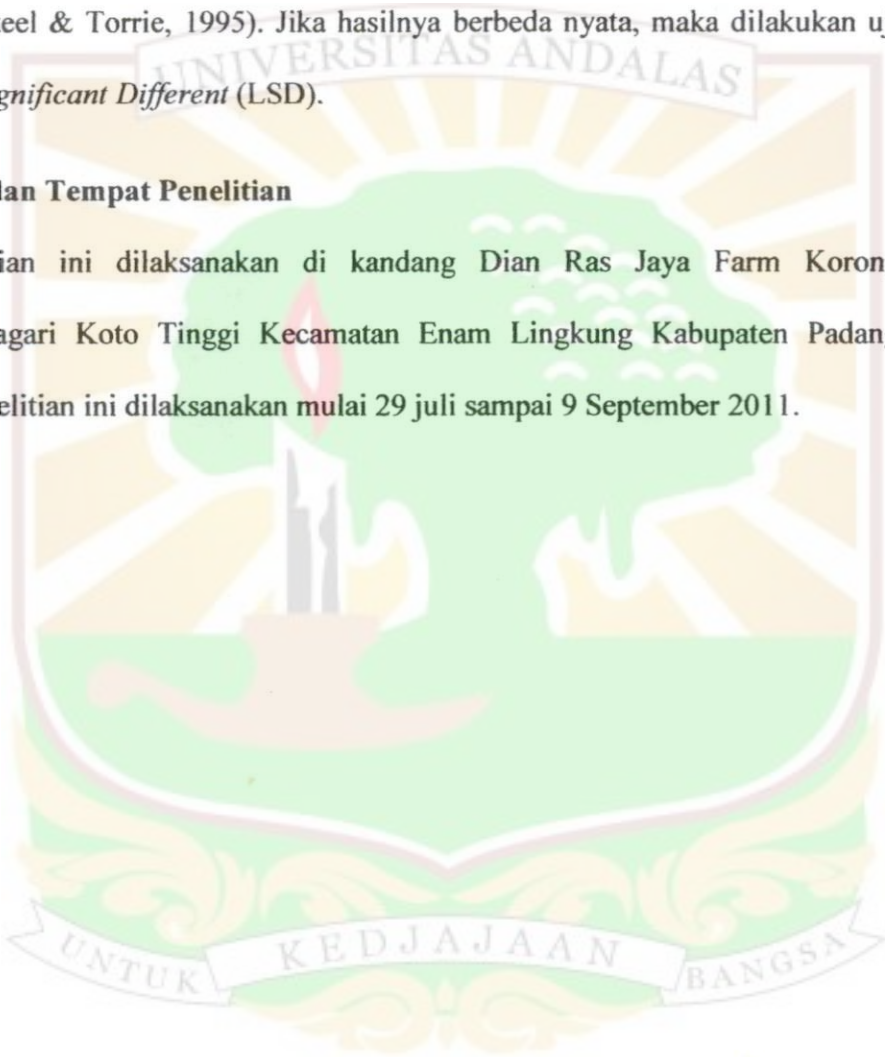 eel & Torrie, 1995). Jika hasilnya berbeda nyata, maka dilakukan u
UNIVERSITAS ANDALAS
gnificant Different (LSD).
lan Tempat Penelitian
ian ini dilaksanakan di kandang Dian Ras Jaya Farm Koron
agari Koto Tinggi Kecamatan Enam Lingkung Kabupaten Padan
elitian ini dilaksanakan mulai 29 juli sampai 9 September 2011.
UNTUK KEDJAJAAN BANGSA